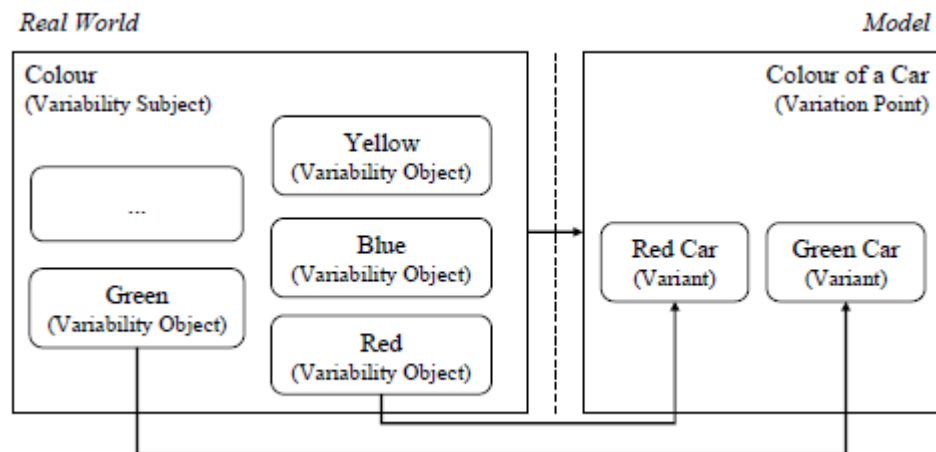 Real World
Model
Colour
(Variability Subject)
Colour of a Car
(Variation Point)
Yellow
(Variability Object)
...
Blue
(Variability Object)
Red Car
(Variant)
Green Car
(Variant)
Green
(Variability Object)
Red
(Variability Object)